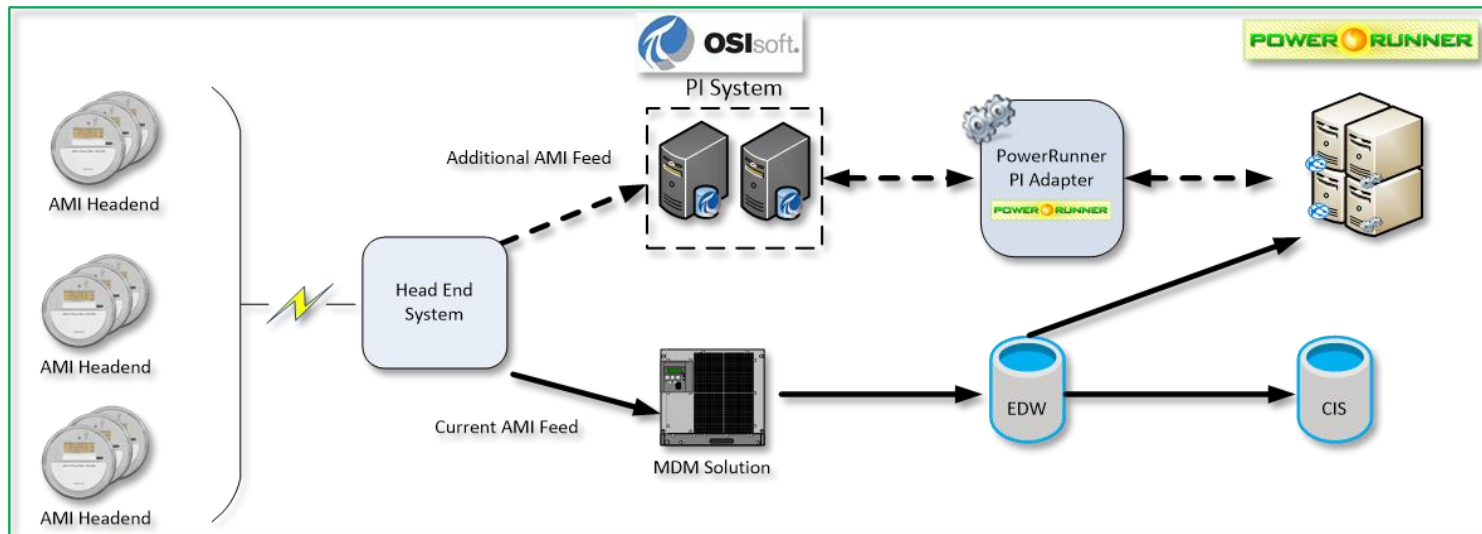 OSIsoft.
POWER RUNNER
PI System
AMI Headend
Additional AMI Feed
PowerRunner
PI Adapter
POWER RUNNER
Head End
System
AMI Headend
Current AMI Feed
MDM Solution
EDW
CIS
AMI Headend